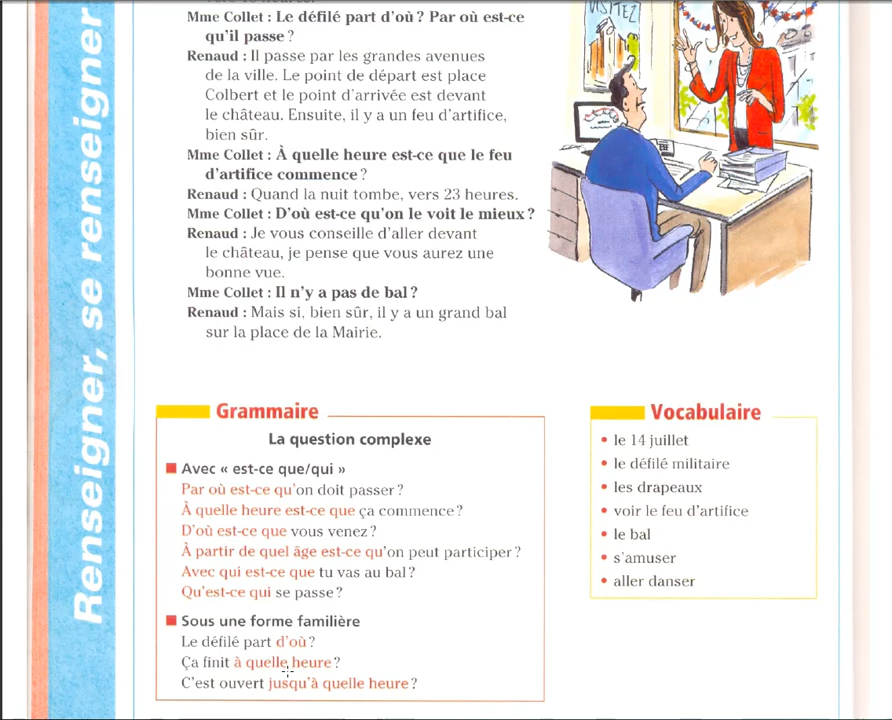 Renseigner, se renseigner
Mme Collet : Le défilé part d'où ? Par où est-ce
qu'il passe ?
Renaud : Il passe par les grandes avenues
de la ville. Le point de départ est place
Colbert et le point d'arrivée est devant
le château. Ensuite, il y a un feu d'artifice,
bien sûr.
Mme Collet : À quelle heure est-ce que le feu
d'artifice commence ?
Renaud : Quand la nuit tombe, vers 23 heures.
Mme Collet : D'où est-ce qu'on le voit le mieux ?
Renaud : Je vous conseille d'aller devant
le château, je pense que vous aurez une
bonne vue.
Mme Collet : Il n'y a pas de bal ?
Renaud : Mais si, bien sûr, il y a un grand bal
sur la place de la Mairie.
VISITEZ
Grammaire
La question complexe
Avec « est-ce que/qui »
Par où est-ce qu'on doit passer ?
À quelle heure est-ce que ça commence ?
D'où est-ce que vous venez ?
À partir de quel âge est-ce qu'on peut participer ?
Avec qui est-ce que tu vas au bal ?
Qu'est-ce qui se passe ?
Sous une forme familière
Le défilé part d'où ?
Ça finit à quelle heure ?
C'est ouvert jusqu'à quelle heure ?
Vocabulaire
• le 14 juillet
• le défilé militaire
• les drapeaux
• voir le feu d'artifice
• le bal
• s'amuser
• aller danser